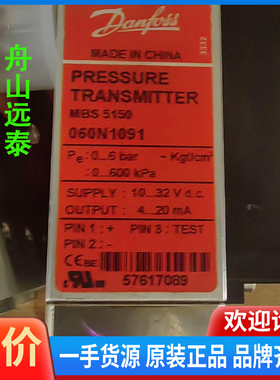 舟山远泰
Danfoss
MADE IN CHINA
PRESSURE
TRANSMITTER
MBS 5150
060N1091
Pe: 0...6 bar - Kgf/cm²
0...600 kPa
SUPPLY : 10...32 V d.c.
OUTPUT : 4...20 mA
PIN 1 : + PIN 3 : TEST
PIN 2 : -
57617089
欢迎
一手货源 原装正品 品牌